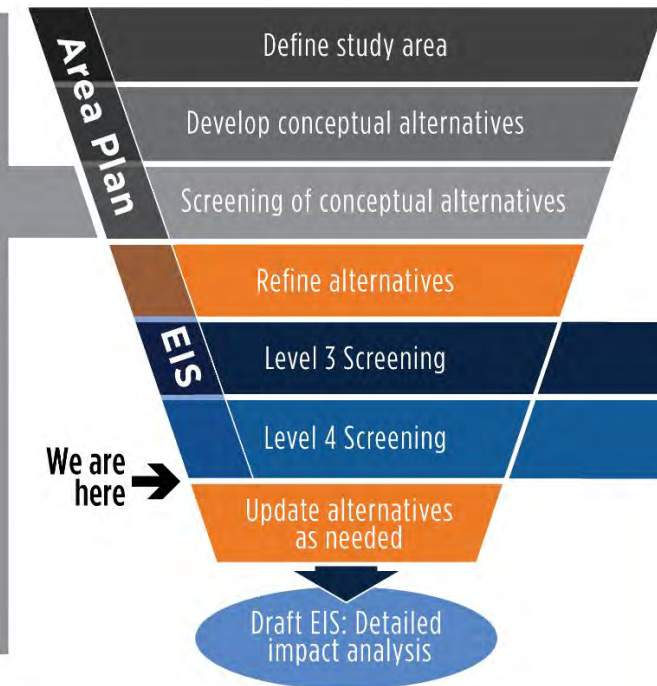 Area Plan
Define study area
Develop conceptual alternatives
Screening of conceptual alternatives
Refine alternatives
EIS
Level 3 Screening
Level 4 Screening
We are
here
Update alternatives
as needed
Draft EIS: Detailed
impact analysis